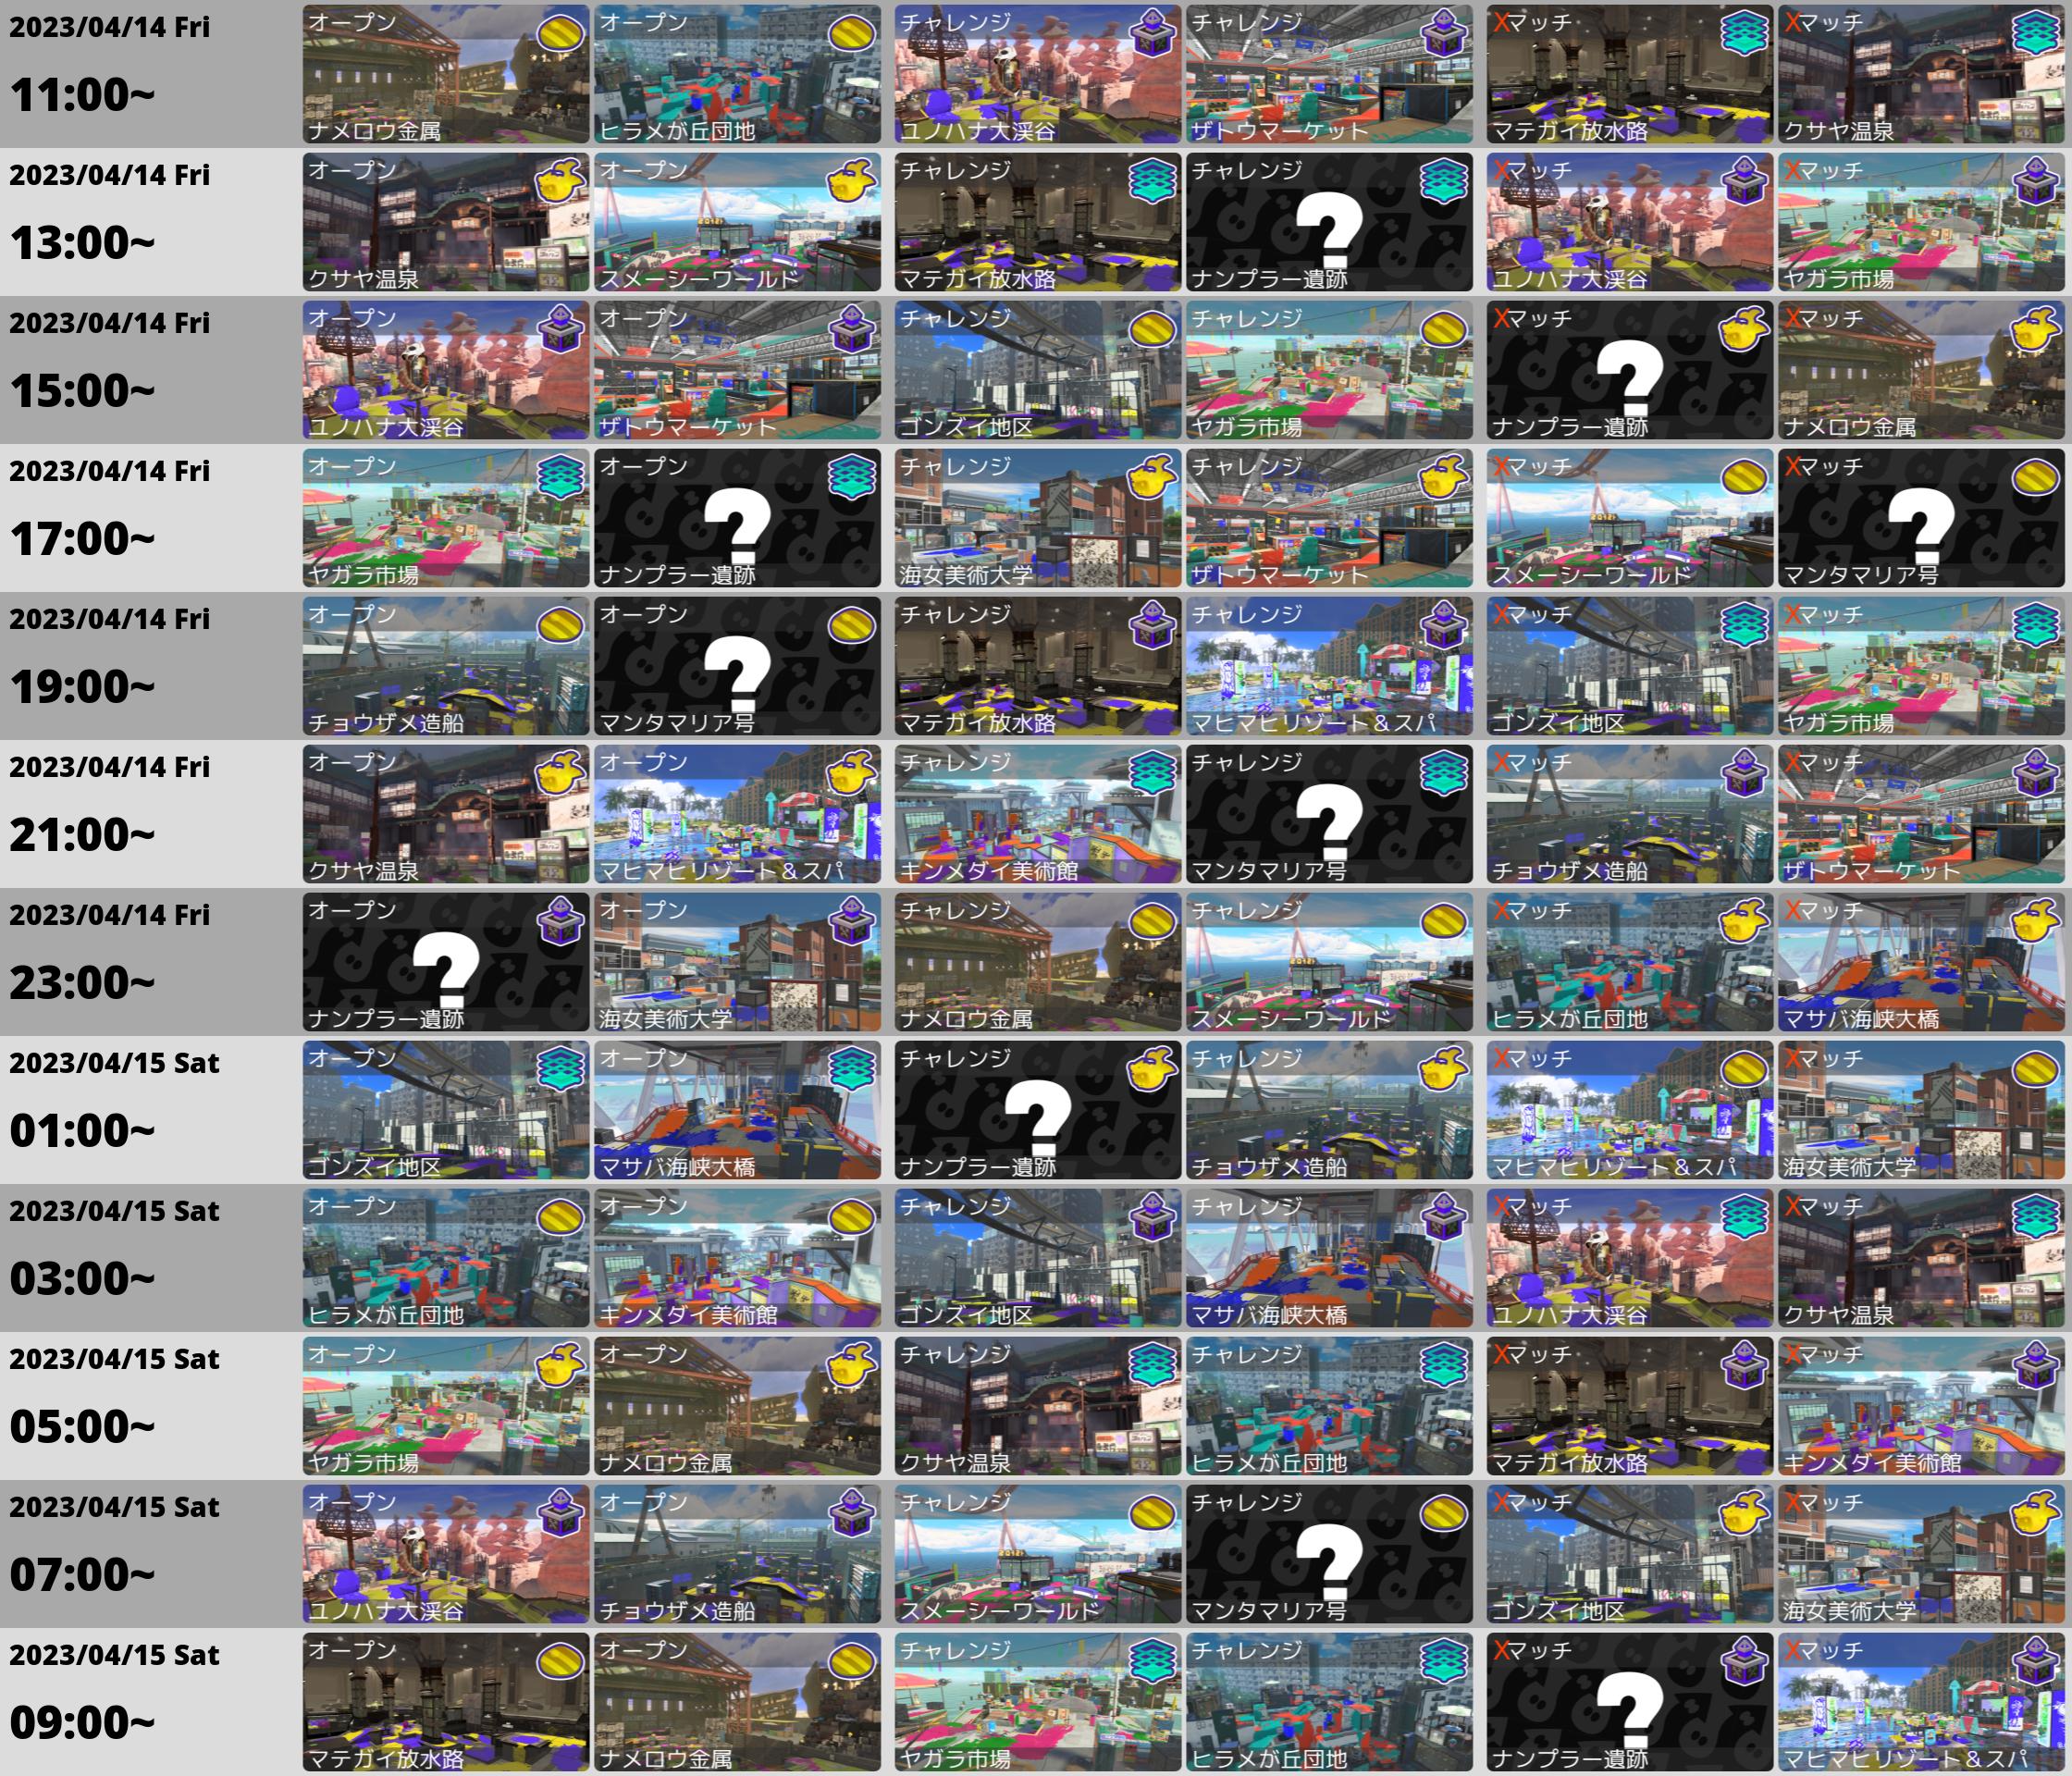 2023/04/14 Fri
11:00~
オープン オープン チャレンジ チャレンジ Xマッチ Xマッチ
ナメロウ金属 ヒラメが丘団地 ユノハナ大渓谷 ザトウマーケット マテガイ放水路 クサヤ温泉
2023/04/14 Fri
13:00~
オープン オープン チャレンジ チャレンジ Xマッチ Xマッチ
クサヤ温泉 スメーシーワールド マテガイ放水路 ナンプラー遺跡 ユノハナ大渓谷 ヤガラ市場
2023/04/14 Fri
15:00~
オープン オープン チャレンジ チャレンジ Xマッチ Xマッチ
ユノハナ大渓谷 ザトウマーケット ゴンズイ地区 ヤガラ市場 ナンプラー遺跡 ナメロウ金属
2023/04/14 Fri
17:00~
オープン オープン チャレンジ チャレンジ Xマッチ Xマッチ
ヤガラ市場 ナンプラー遺跡 海女美術大学 ザトウマーケット スメーシーワールド マンタマリア号
2023/04/14 Fri
19:00~
オープン オープン チャレンジ チャレンジ Xマッチ Xマッチ
チョウザメ造船 マンタマリア号 マテガイ放水路 マヒマヒリゾート&スパ ゴンズイ地区 ヤガラ市場
2023/04/14 Fri
21:00~
オープン オープン チャレンジ チャレンジ Xマッチ Xマッチ
クサヤ温泉 マヒマヒリゾート&スパ キンメダイ美術館 マンタマリア号 チョウザメ造船 ザトウマーケット
2023/04/14 Fri
23:00~
オープン オープン チャレンジ チャレンジ Xマッチ Xマッチ
ナンプラー遺跡 海女美術大学 ナメロウ金属 スメーシーワールド ヒラメが丘団地 マサバ海峡大橋
2023/04/15 Sat
01:00~
オープン オープン チャレンジ チャレンジ Xマッチ Xマッチ
ゴンズイ地区 マサバ海峡大橋 ナンプラー遺跡 チョウザメ造船 マヒマヒリゾート&スパ 海女美術大学
2023/04/15 Sat
03:00~
オープン オープン チャレンジ チャレンジ Xマッチ Xマッチ
ヒラメが丘団地 キンメダイ美術館 ゴンズイ地区 マサバ海峡大橋 ユノハナ大渓谷 クサヤ温泉
2023/04/15 Sat
05:00~
オープン オープン チャレンジ チャレンジ Xマッチ Xマッチ
ヤガラ市場 ナメロウ金属 クサヤ温泉 ヒラメが丘団地 マテガイ放水路 キンメダイ美術館
2023/04/15 Sat
07:00~
オープン オープン チャレンジ チャレンジ Xマッチ Xマッチ
ユノハナ大渓谷 チョウザメ造船 スメーシーワールド マンタマリア号 ゴンズイ地区 海女美術大学
2023/04/15 Sat
09:00~
オープン オープン チャレンジ チャレンジ Xマッチ Xマッチ
マテガイ放水路 ナメロウ金属 ヤガラ市場 ヒラメが丘団地 ナンプラー遺跡 マヒマヒリゾート&スパ